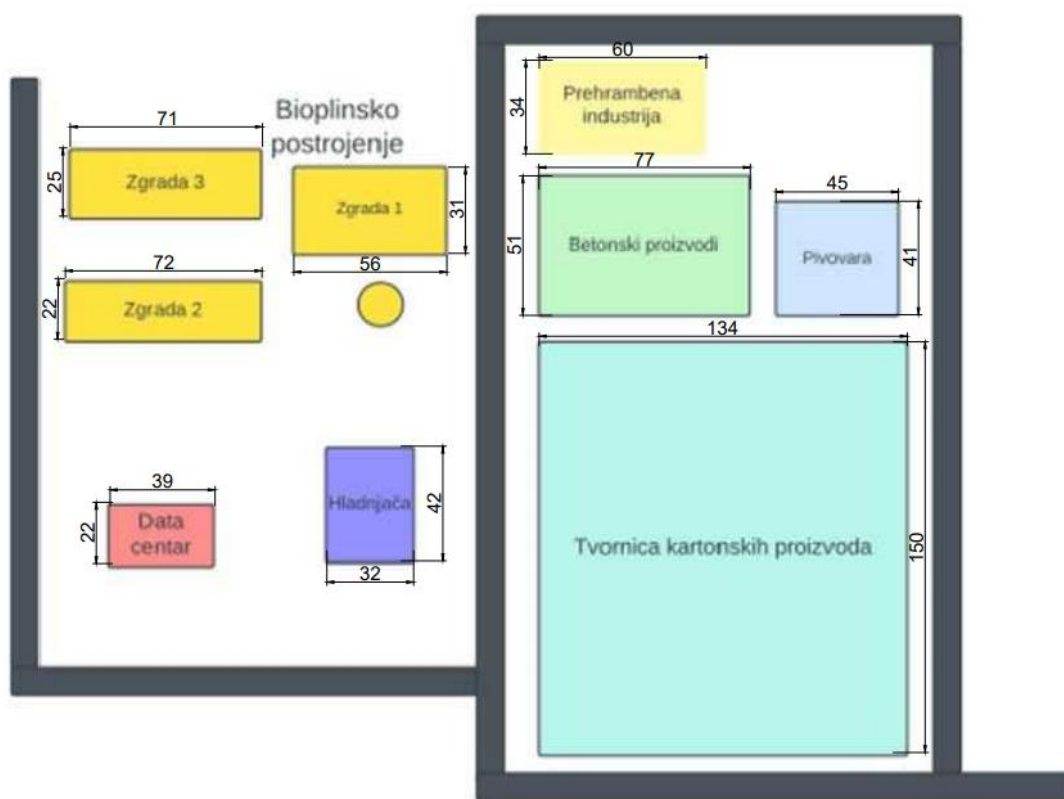 Bioplinsko
postrojenje
71
25
Zgrada 3
Zgrada 1
31
56
72
22
Zgrada 2
39
22
Data
centar
Hladnjača
42
32
60
34
Prehrambena
industrija
77
51
Betonski proizvodi
45
Pivovara
41
134
Tvornica kartonskih proizvoda
150